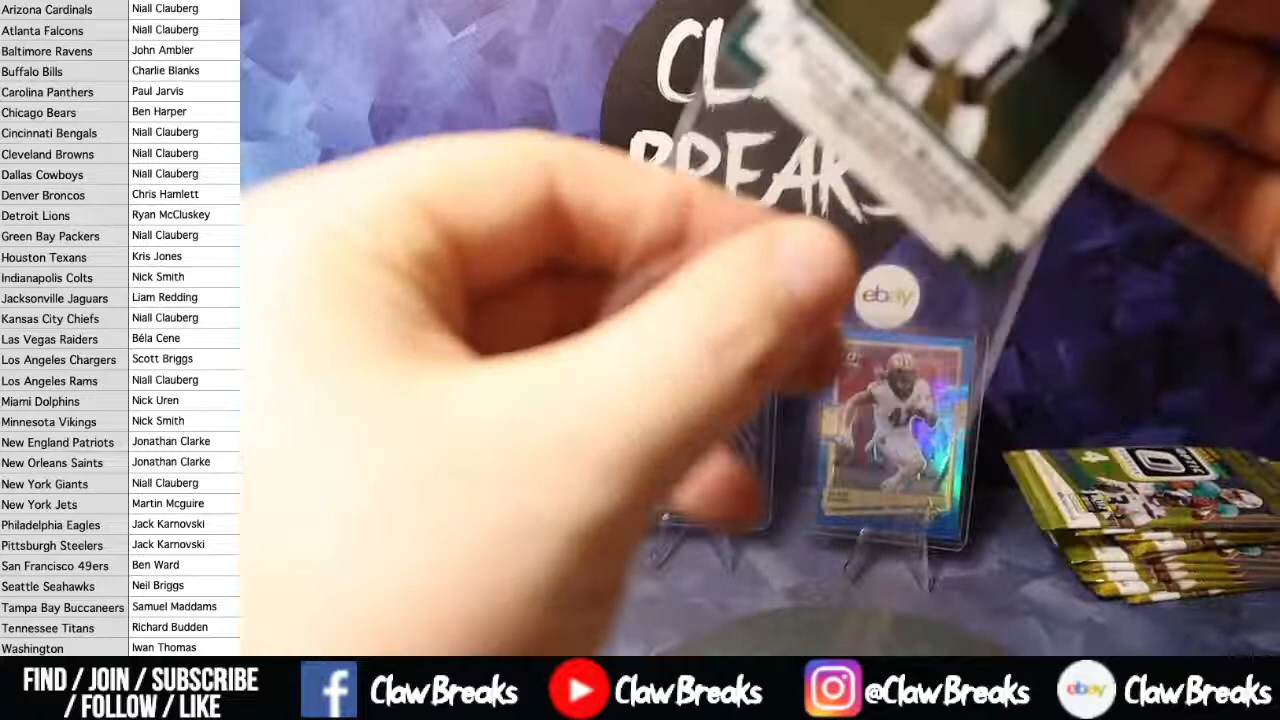 Arizona Cardinals Niall Clauberg
Atlanta Falcons Niall Clauberg
Baltimore Ravens John Ambler
Buffalo Bills Charlie Blanks
Carolina Panthers Paul Jarvis
Chicago Bears Ben Harper
Cincinnati Bengals Niall Clauberg
Cleveland Browns Niall Clauberg
Dallas Cowboys Niall Clauberg
Denver Broncos Chris Hamlett
Detroit Lions Ryan McCluskey
Green Bay Packers Niall Clauberg
Houston Texans Kris Jones
Indianapolis Colts Nick Smith
Jacksonville Jaguars Liam Redding
Kansas City Chiefs Niall Clauberg
Las Vegas Raiders Béla Cene
Los Angeles Chargers Scott Briggs
Los Angeles Rams Niall Clauberg
Miami Dolphins Nick Uren
Minnesota Vikings Nick Smith
New England Patriots Jonathan Clarke
New Orleans Saints Jonathan Clarke
New York Giants Niall Clauberg
New York Jets Martin Mcguire
Philadelphia Eagles Jack Karnovski
Pittsburgh Steelers Jack Karnovski
San Francisco 49ers Ben Ward
Seattle Seahawks Neil Briggs
Tampa Bay Buccaneers Samuel Maddams
Tennessee Titans Richard Budden
Washington Iwan Thomas
CL
BREAKS
ebay
FIND / JOIN / SUBSCRIBE
/ FOLLOW / LIKE
f ClawBreaks
ClawBreaks
@ClawBreaks
ebay ClawBreaks